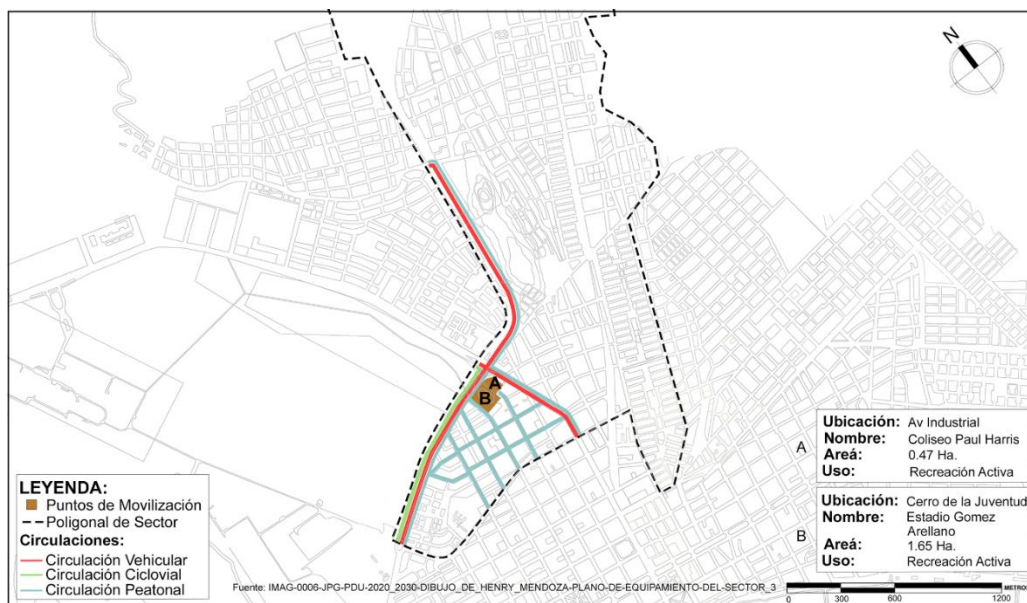 N
A
B
A
Ubicación: Av Industrial
Nombre: Coliseo Paul Harris
Areá: 0.47 Ha.
Uso: Recreación Activa
B
Ubicación: Cerro de la Juventud
Nombre: Estadio Gomez
Arellano
Areá: 1.65 Ha.
Uso: Recreación Activa
LEYENDA:
Puntos de Movilización
Poligonal de Sector
Circulaciones:
Circulación Vehicular
Circulación Ciclovial
Circulación Peatonal
Fuente: IMAG-0006-JPG-PDU-2020_2030-DIBUJO_DE_HENRY_MENDOZA-PLANO-DE-EQUIPAMIENTO-DEL-SECTOR_3
METROS
0 300 600 1200